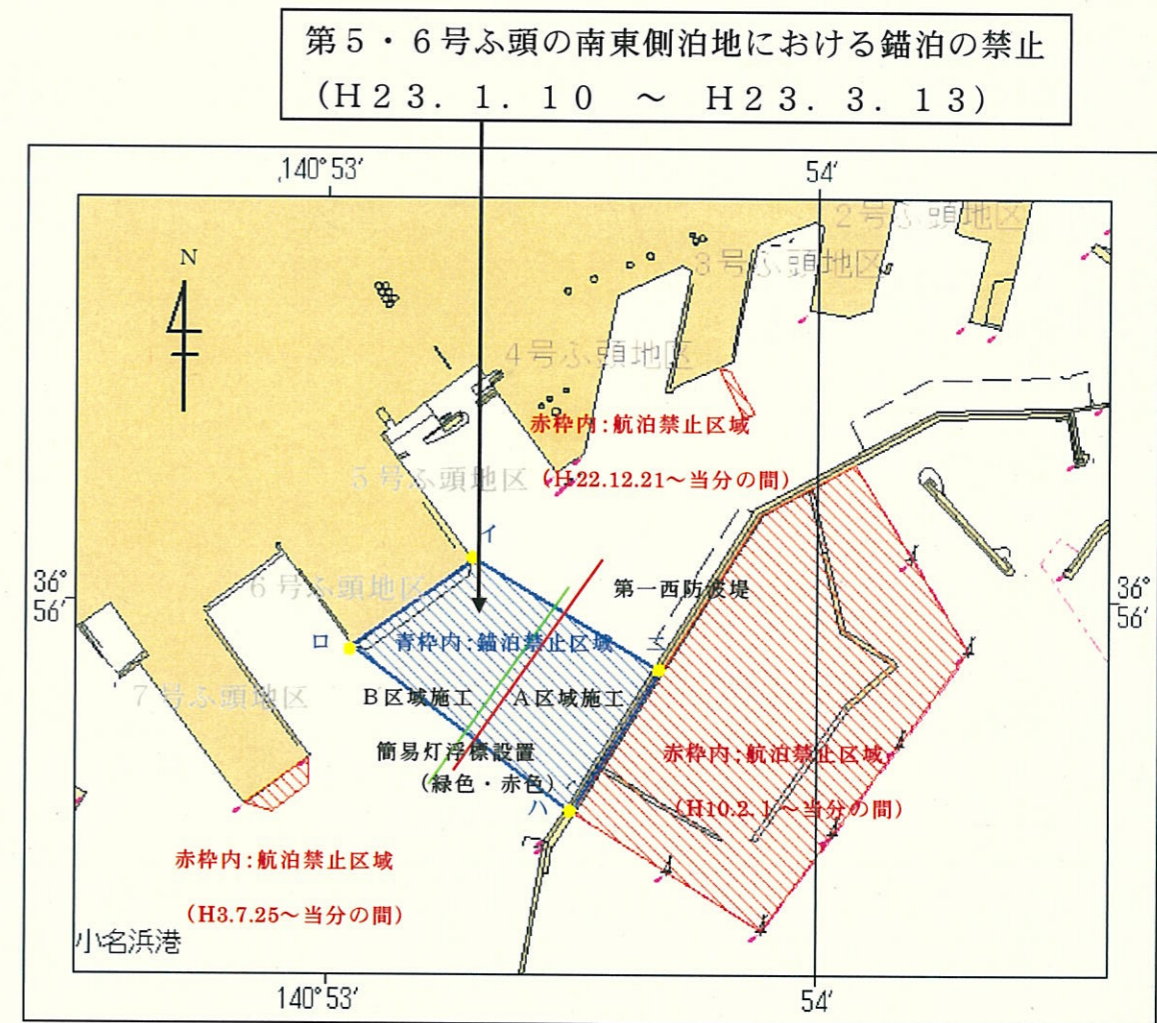 第５・６号ふ頭の南東側泊地における錨泊の禁止
（Ｈ２３．１．１０　～　Ｈ２３．３．１３）
140°53′
54′
N
２号ふ頭地区
３号ふ頭地区
４号ふ頭地区
赤枠内：航泊禁止区域
（H22.12.21～当分の間）
５号ふ頭地区
イ
36°
56′
６号ふ頭地区
第一西防波堤
36°
56′
ロ
青枠内：錨泊禁止区域
ニ
７号ふ頭地区
Ｂ区域施工
Ａ区域施工
簡易灯浮標設置
（緑色・赤色）
赤枠内：航泊禁止区域
（H10.2.1～当分の間）
ハ
赤枠内：航泊禁止区域
（H3.7.25～当分の間）
小名浜港
140°53′
54′